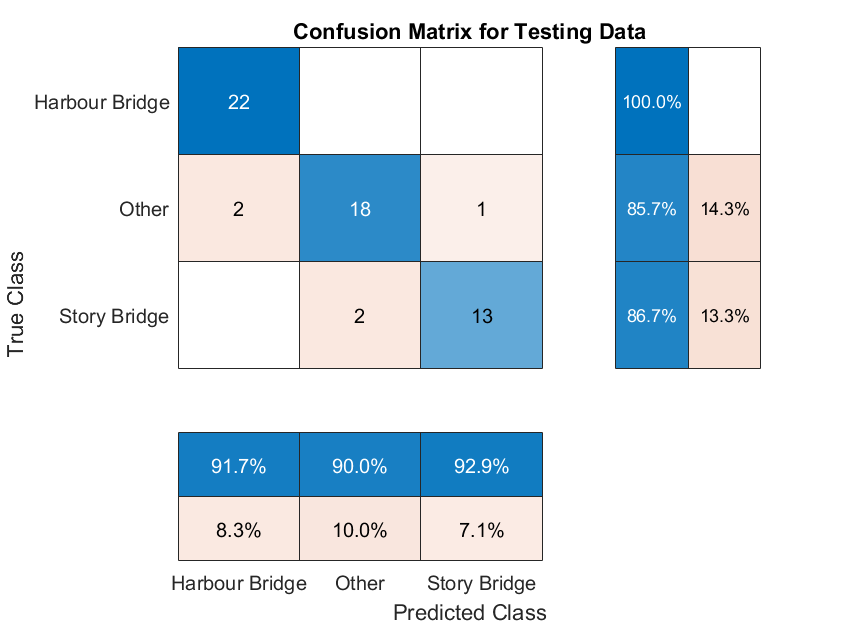 Confusion Matrix for Testing Data
Harbour Bridge 22 100.0%
Other 2 18 1 85.7% 14.3%
Story Bridge 2 13 86.7% 13.3%
True Class
91.7% 90.0% 92.9%
8.3% 10.0% 7.1%
Harbour Bridge Other Story Bridge
Predicted Class